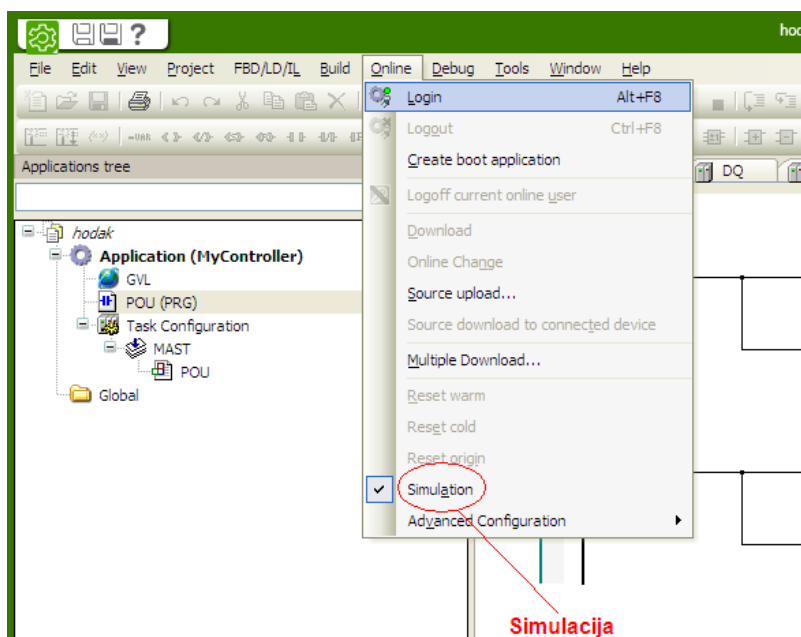 ?
hod
File Edit View Project FBD/LD/IL Build Online Debug Tools Window Help
Applications tree
hodak
Application (MyController)
GVL
POU (PRG)
Task Configuration
MAST
POU
Global
Login Alt+F8
Logout Ctrl+F8
Create boot application
Logoff current online user
Download
Online Change
Source upload...
Source download to connected device
Multiple Download...
Reset warm
Reset cold
Reset origin
Simulation
Advanced Configuration
DQ
Simulacija